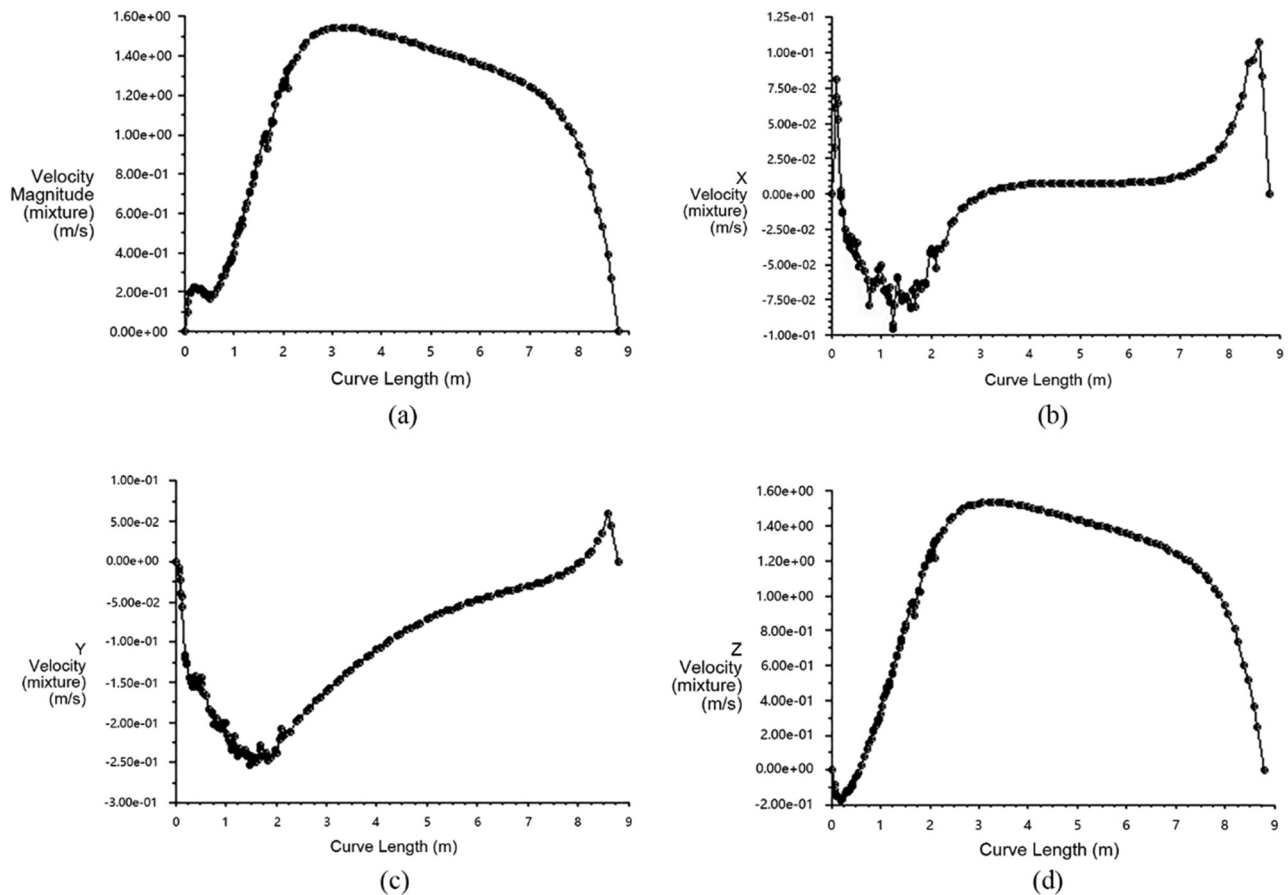 1.60e+00
1.40e+00
1.20e+00
1.00e+00
8.00e-01
6.00e-01
4.00e-01
2.00e-01
0.00e+00
Velocity
Magnitude
(mixture)
(m/s)
0 1 2 3 4 5 6 7 8 9
Curve Length (m)
(a)
1.25e-01
1.00e-01
7.50e-02
5.00e-02
2.50e-02
0.00e+00
-2.50e-02
-5.00e-02
-7.50e-02
-1.00e-01
X
Velocity
(mixture)
(m/s)
0 1 2 3 4 5 6 7 8 9
Curve Length (m)
(b)
1.00e-01
5.00e-02
0.00e+00
-5.00e-02
-1.00e-01
-1.50e-01
-2.00e-01
-2.50e-01
-3.00e-01
Y
Velocity
(mixture)
(m/s)
0 1 2 3 4 5 6 7 8 9
Curve Length (m)
(c)
1.60e+00
1.40e+00
1.20e+00
1.00e+00
8.00e-01
6.00e-01
4.00e-01
2.00e-01
0.00e+00
-2.00e-01
Z
Velocity
(mixture)
(m/s)
0 1 2 3 4 5 6 7 8 9
Curve Length (m)
(d)